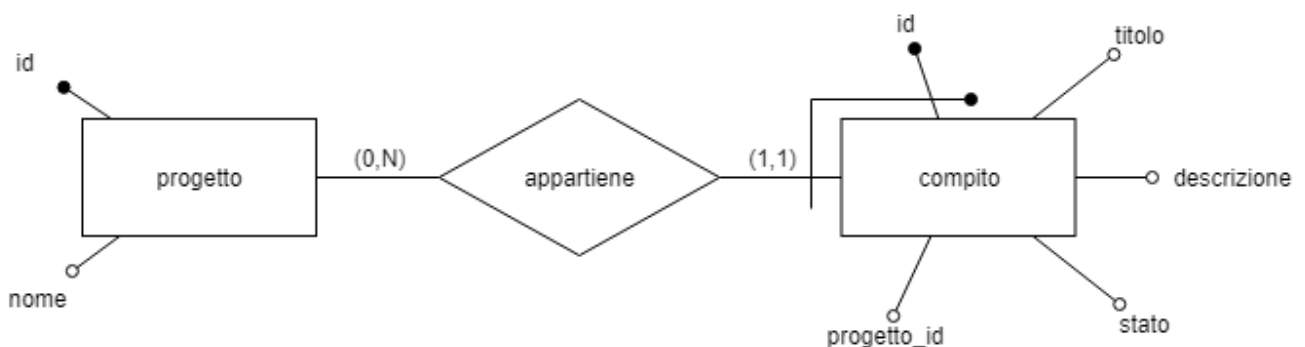 id
titolo
id
(0,N)
(1,1)
progetto
appartiene
compito
descrizione
nome
progetto_id
stato